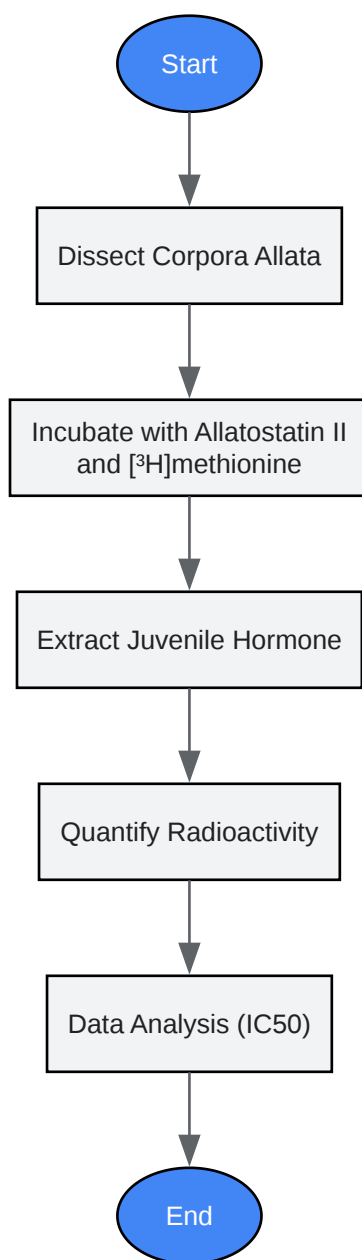 Start
Dissect Corpora Allata
Incubate with Allatostatin II
and [³H]methionine
Extract Juvenile Hormone
Quantify Radioactivity
Data Analysis (IC50)
End